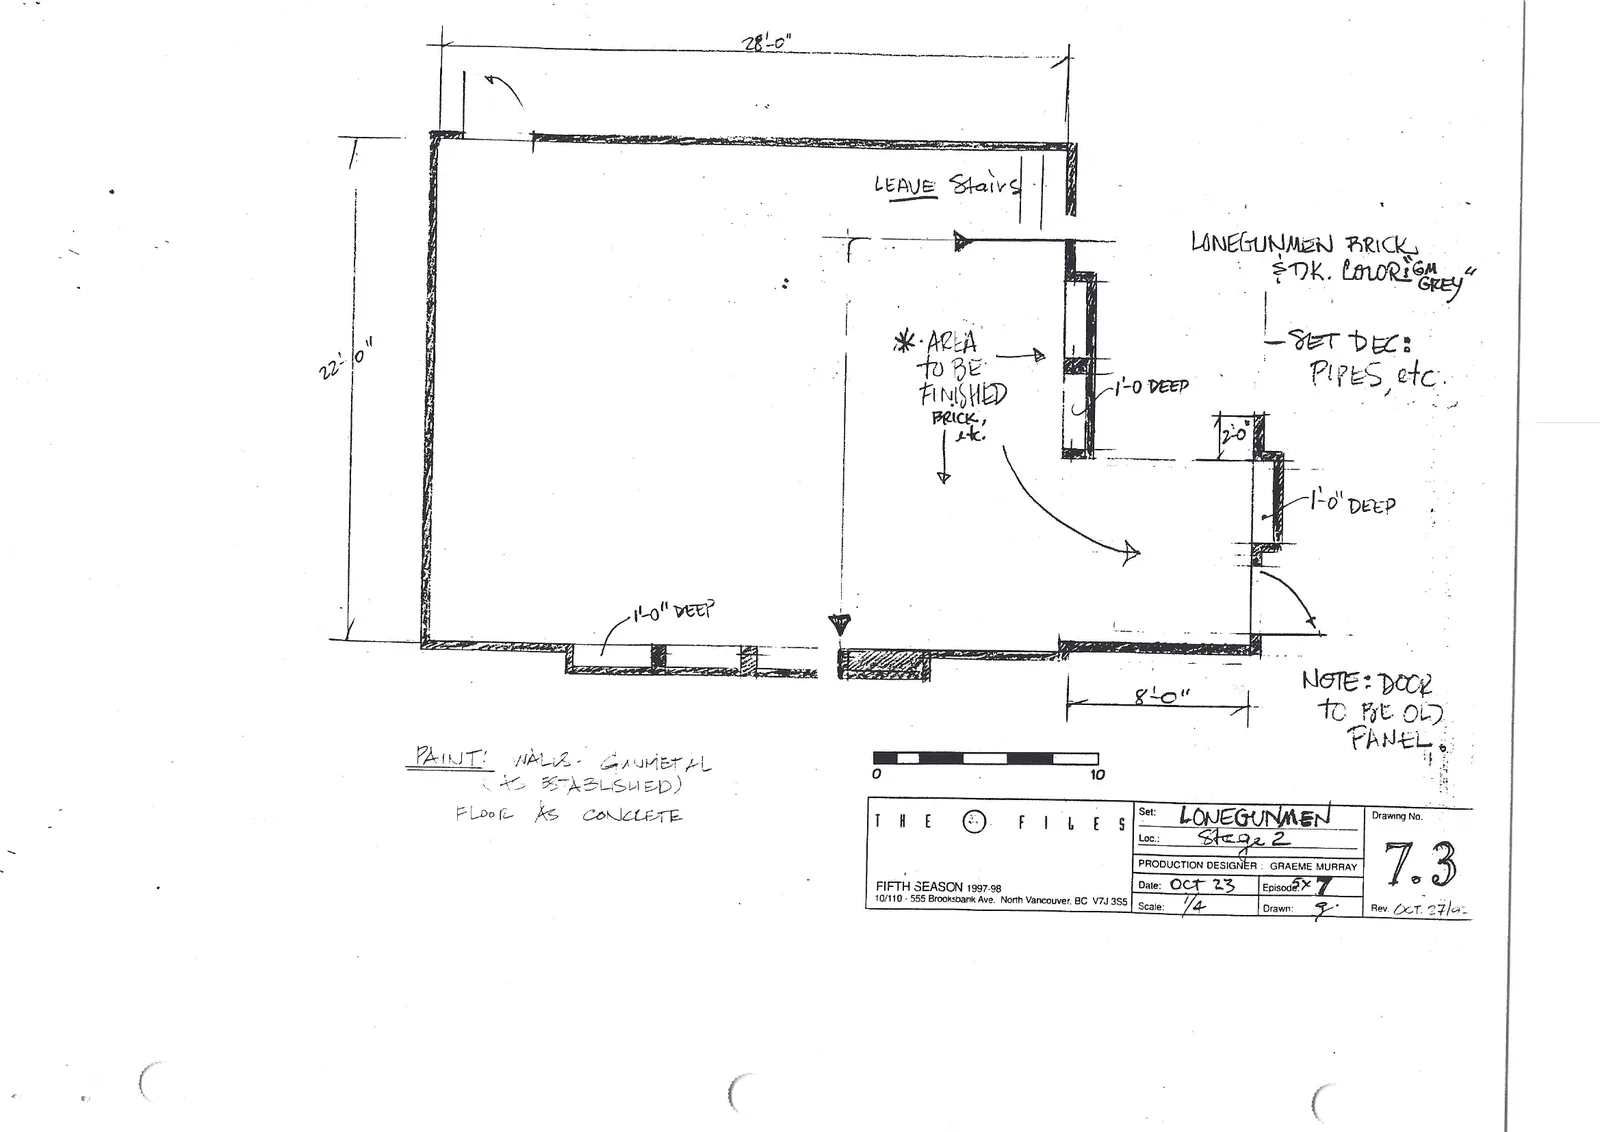 28'-0"
LEAVE Stairs
LONEGUNMEN BRICK
& DK. COLOR: "GM
GREY"
22'-0"
* AREA
TO BE
FINISHED
BRICK,
etc.
SET DEC:
PIPES, etc.
1'-0 DEEP
2'-0"
1'-0" DEEP
1'-0" DEEP
8'-0"
NOTE: DOOR
TO BE OLD
PANEL.
PAINT: WALLS - GUNMETAL
(AS ESTABLISHED)
FLOOR AS CONCRETE
0 10
THE X FILES
FIFTH SEASON 1997-98
10/110 - 555 Brooksbank Ave. North Vancouver, BC V7J 3S5
Set: LONEGUNMEN
Loc.: Stage 2
PRODUCTION DESIGNER: GRAEME MURRAY
Date: OCT 23
Episode: 5X7
Scale: 1/4
Drawn: g.
Drawing No.
7.3
Rev. OCT. 27/